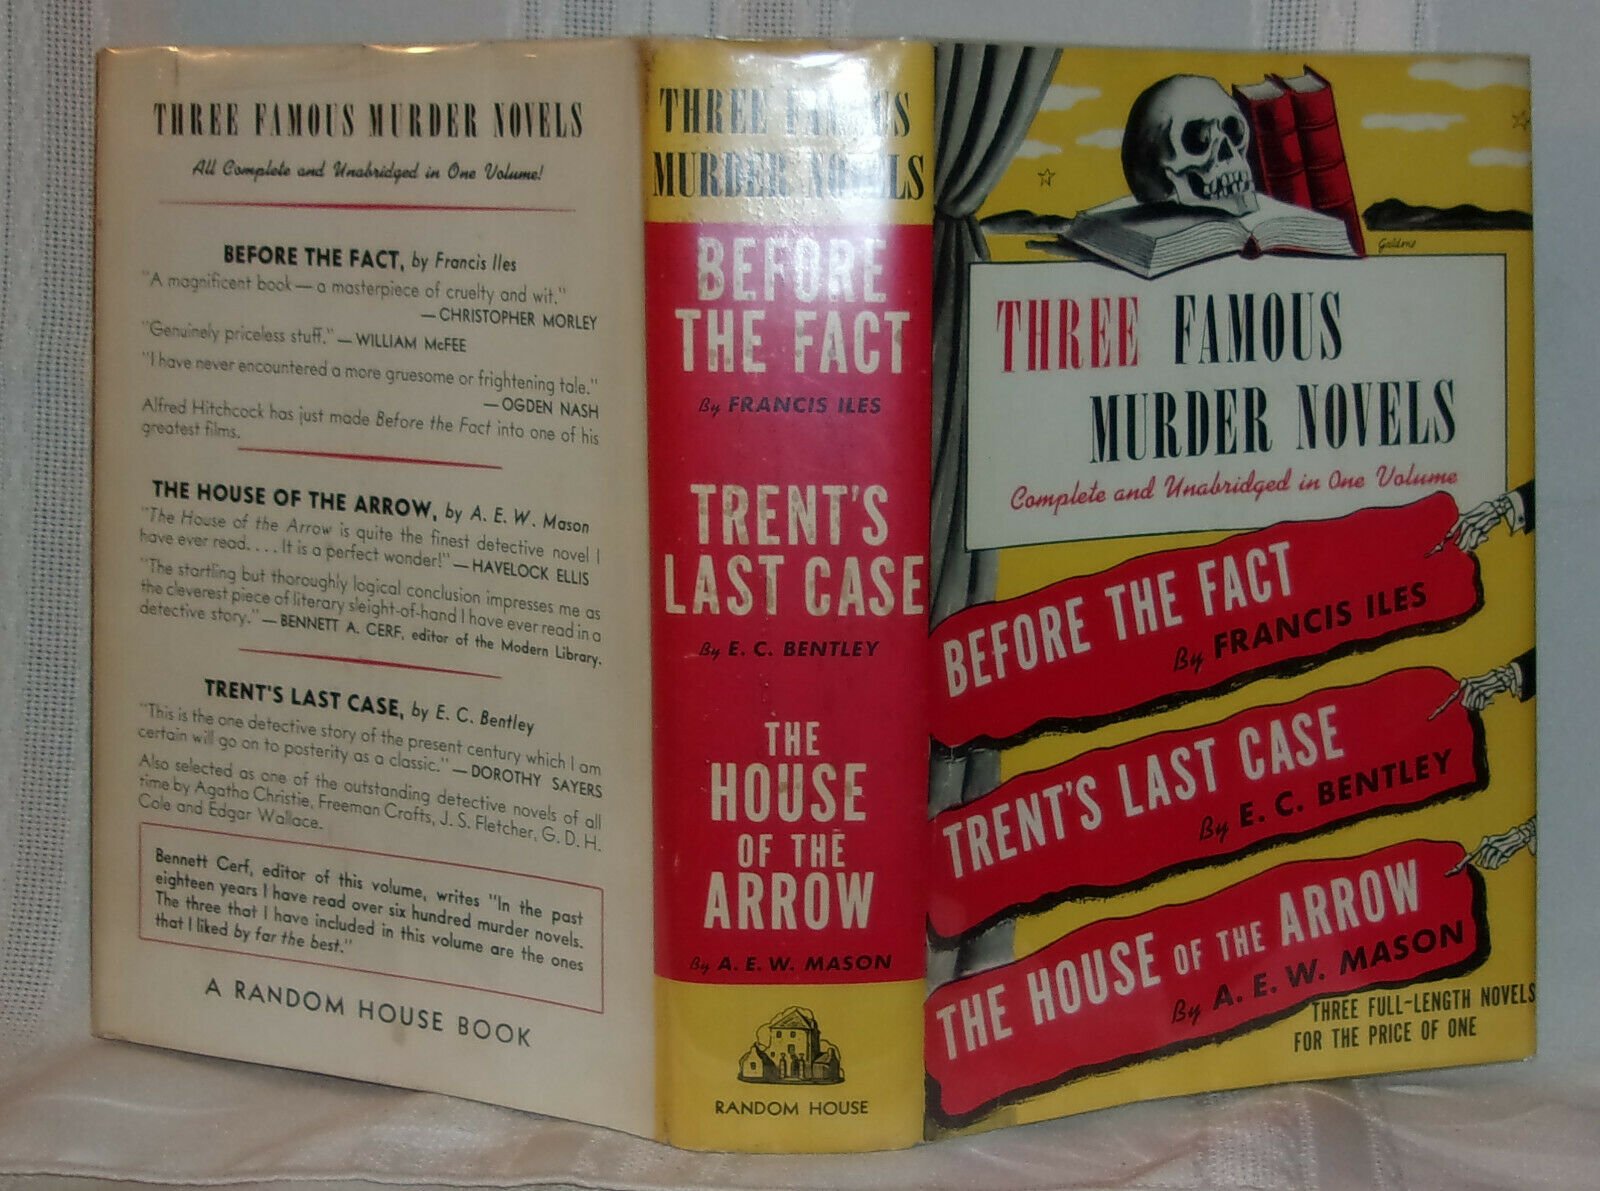 THREE FAMOUS MURDER NOVELS
All Complete and Unabridged in One Volume!
BEFORE THE FACT, by Francis Iles
"A magnificent book — a masterpiece of cruelty and wit."
— CHRISTOPHER MORLEY
"Genuinely priceless stuff." — WILLIAM McFEE
"I have never encountered a more gruesome or frightening tale."
— OGDEN NASH
Alfred Hitchcock has just made Before the Fact into one of his
greatest films.
THE HOUSE OF THE ARROW, by A. E. W. Mason
"The House of the Arrow is quite the finest detective novel I
have ever read. . . . It is a perfect wonder!" — HAVELOCK ELLIS
"The startling but thoroughly logical conclusion impresses me as
the cleverest piece of literary sleight-of-hand I have ever read in a
detective story." — BENNETT A. CERF, editor of the Modern Library.
TRENT'S LAST CASE, by E. C. Bentley
"This is the one detective story of the present century which I am
certain will go on to posterity as a classic." — DOROTHY SAYERS
Also selected as one of the outstanding detective novels of all
time by Agatha Christie, Freeman Crofts, J. S. Fletcher, G. D. H.
Cole and Edgar Wallace.
Bennett Cerf, editor of this volume, writes "In the past
eighteen years I have read over six hundred murder novels.
The three that I have included in this volume are the ones
that I liked by far the best."
A RANDOM HOUSE BOOK
THREE FAMOUS
MURDER NOVELS
BEFORE
THE FACT
By FRANCIS ILES
TRENT'S
LAST CASE
By E. C. BENTLEY
THE
HOUSE
OF THE
ARROW
By A. E. W. MASON
RANDOM HOUSE
THREE FAMOUS
MURDER NOVELS
Complete and Unabridged in One Volume
BEFORE THE FACT
By FRANCIS ILES
TRENT'S LAST CASE
By E. C. BENTLEY
THE HOUSE OF THE ARROW
By A. E. W. MASON
THREE FULL-LENGTH NOVELS
FOR THE PRICE OF ONE